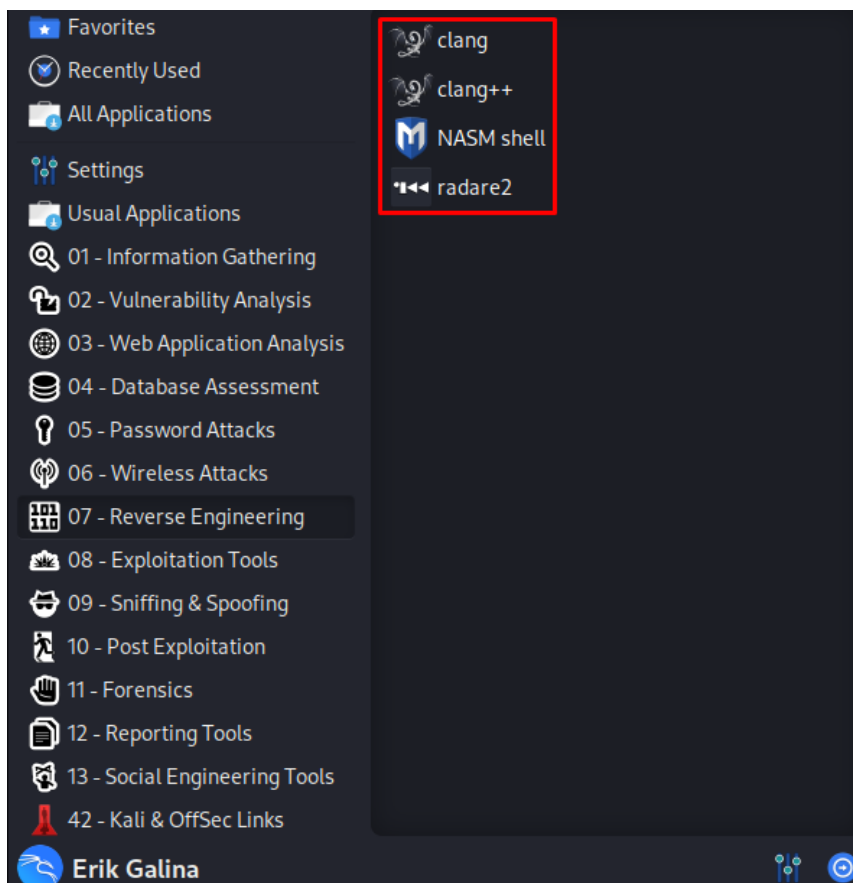 Favorites
Recently Used
All Applications
Settings
Usual Applications
01 - Information Gathering
02 - Vulnerability Analysis
03 - Web Application Analysis
04 - Database Assessment
05 - Password Attacks
06 - Wireless Attacks
07 - Reverse Engineering
08 - Exploitation Tools
09 - Sniffing & Spoofing
10 - Post Exploitation
11 - Forensics
12 - Reporting Tools
13 - Social Engineering Tools
42 - Kali & OffSec Links
clang
clang++
NASM shell
radare2
Erik Galina